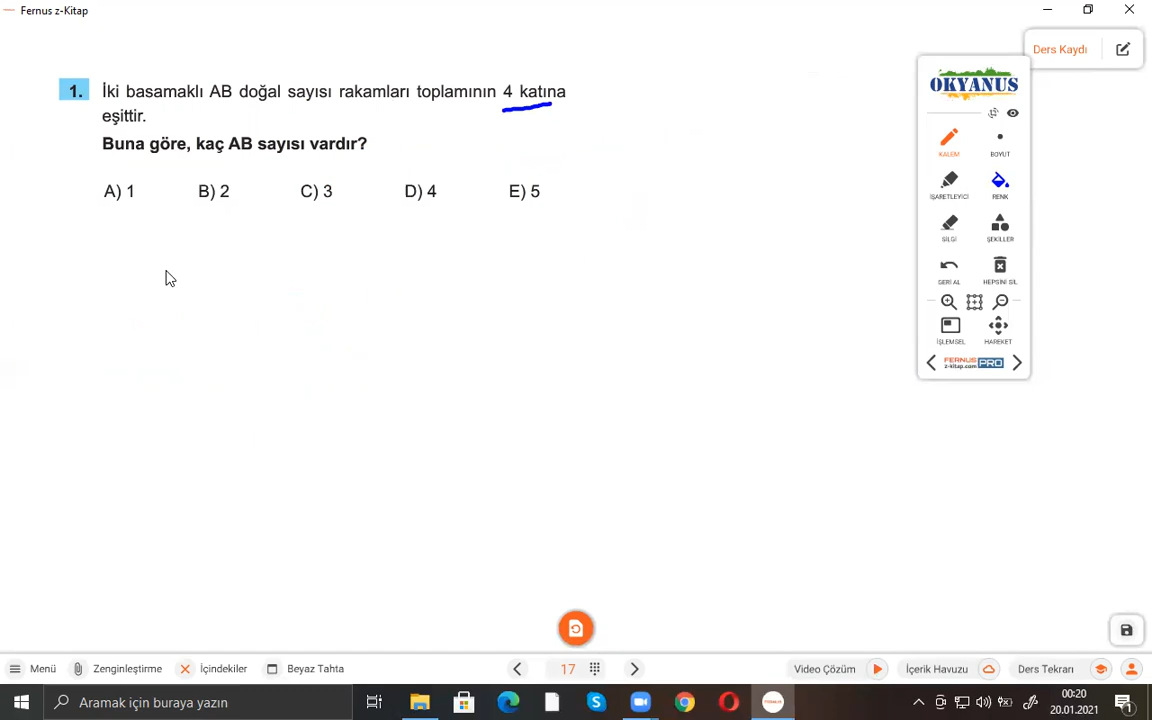 Fernus z-Kitap
Ders Kaydı
1. İki basamaklı AB doğal sayısı rakamları toplamının 4 katına
eşittir.
Buna göre, kaç AB sayısı vardır?
A) 1 B) 2 C) 3 D) 4 E) 5
OKYANUS
KALEM BOYUT
İŞARETLEYİCİ RENK
SİLGİ ŞEKİLLER
GERİ AL HEPSİNİ SİL
İŞLEMSEL HAREKET
FERNUS
z-kitap.com PRO
Menü Zenginleştirme İçindekiler Beyaz Tahta 17 Video Çözüm İçerik Havuzu Ders Tekrarı
Aramak için buraya yazın
00:20
20.01.2021
1